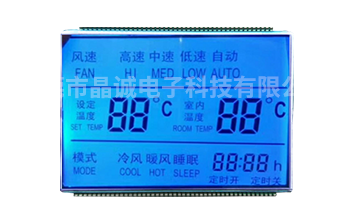 风速 高速 中速 低速 自动
FAN HI MED LOW AUTO
莞市晶诚电子科技有限公
设定温度 88°C 室内温度 88°C
SET TEMP ROOM TEMP
模式 冷风 暖风 睡眠 88:88 h
MODE COOL HOT SLEEP 定时开 定时关